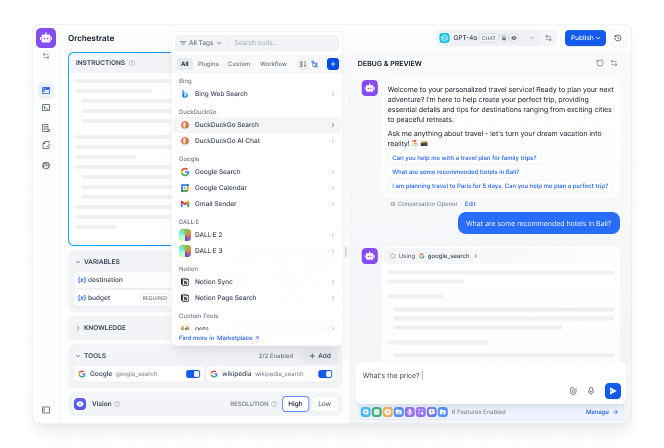 Orchestrate
All Tags
Search tools...
GPT-4o
CHAT
Publish
INSTRUCTIONS
All
Plugins
Custom
Workflow
Bing
Bing Web Search
DuckDuckGo
DuckDuckGo Search
DuckDuckGo AI Chat
Google
Google Search
Google Calendar
Gmail Sender
DALL-E
DALL-E 2
DALL-E 3
Notion
Notion Sync
Notion Page Search
Custom Tools
pets
Find more in Marketplace ↗
VARIABLES
{x} destination
{x} budget
REQUIRED
KNOWLEDGE
TOOLS
2/2 Enabled
+ Add
Google google_search
wikipedia wikipedia_search
Vision
RESOLUTION
High
Low
DEBUG & PREVIEW
Welcome to your personalized travel service! Ready to plan your next
adventure? I'm here to help create your perfect trip, providing
essential details and tips for destinations ranging from exciting cities
to peaceful retreats.
Ask me anything about travel - let's turn your dream vacation into
reality! 🏖️ 📸
Can you help me with a travel plan for family trips?
What are some recommended hotels in Bali?
I am planning travel to Paris for 5 days. Can you help me plan a perfect trip?
Conversation Opener · Edit
What are some recommended hotels in Bali?
Using google_search
What's the price?
8 Features Enabled
Manage →